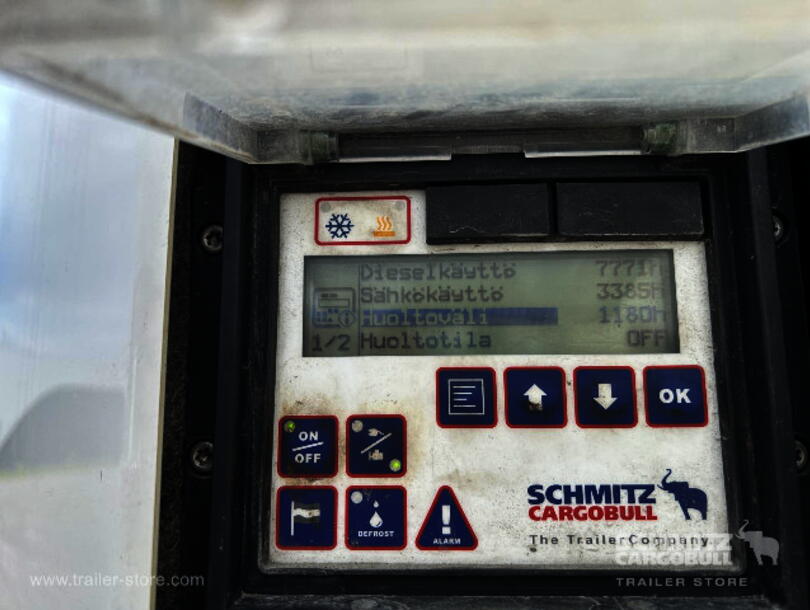 Dieselkäyttö 7771h
Sähkökäyttö 3385h
Huoltoväli 1180h
1/2 Huoltotila OFF
OK
ON
OFF
DEFROST
ALARM
SCHMITZ
CARGOBULL
The TrailerCompany.
SCHMITZ
CARGOBULL
TRAILER STORE
www.trailer-store.com